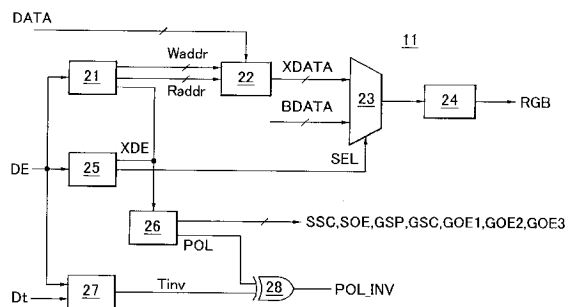 DATA
11
Waddr
21
22
XDATA
Raddr
23
24
RGB
BDATA
XDE
SEL
DE
25
26
SSC,SOE,GSP,GSC,GOE1,GOE2,GOE3
POL
Tinv
28
POL_INV
Dt
27